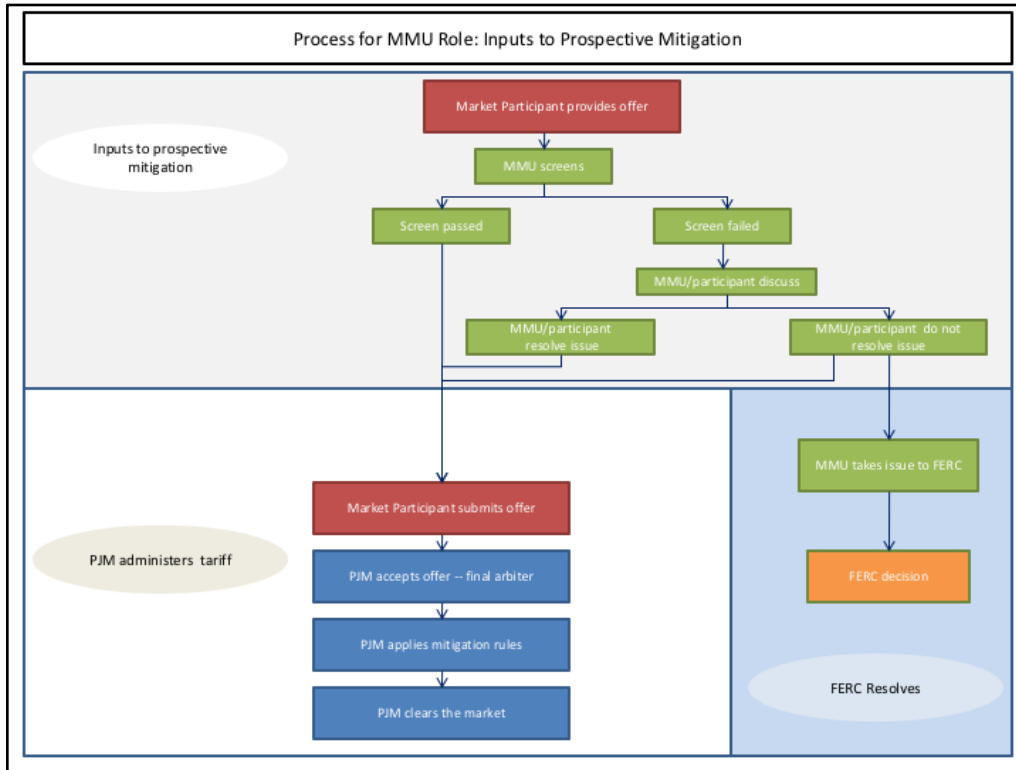 Process for MMU Role: Inputs to Prospective Mitigation
Market Participant provides offer
Inputs to prospective
mitigation
MMU screens
Screen passed
Screen failed
MMU/participant discuss
MMU/participant
resolve issue
MMU/participant do not
resolve issue
MMU takes issue to FERC
Market Participant submits offer
PJM administers tariff
PJM accepts offer -- final arbiter
FERC decision
PJM applies mitigation rules
FERC Resolves
PJM clears the market